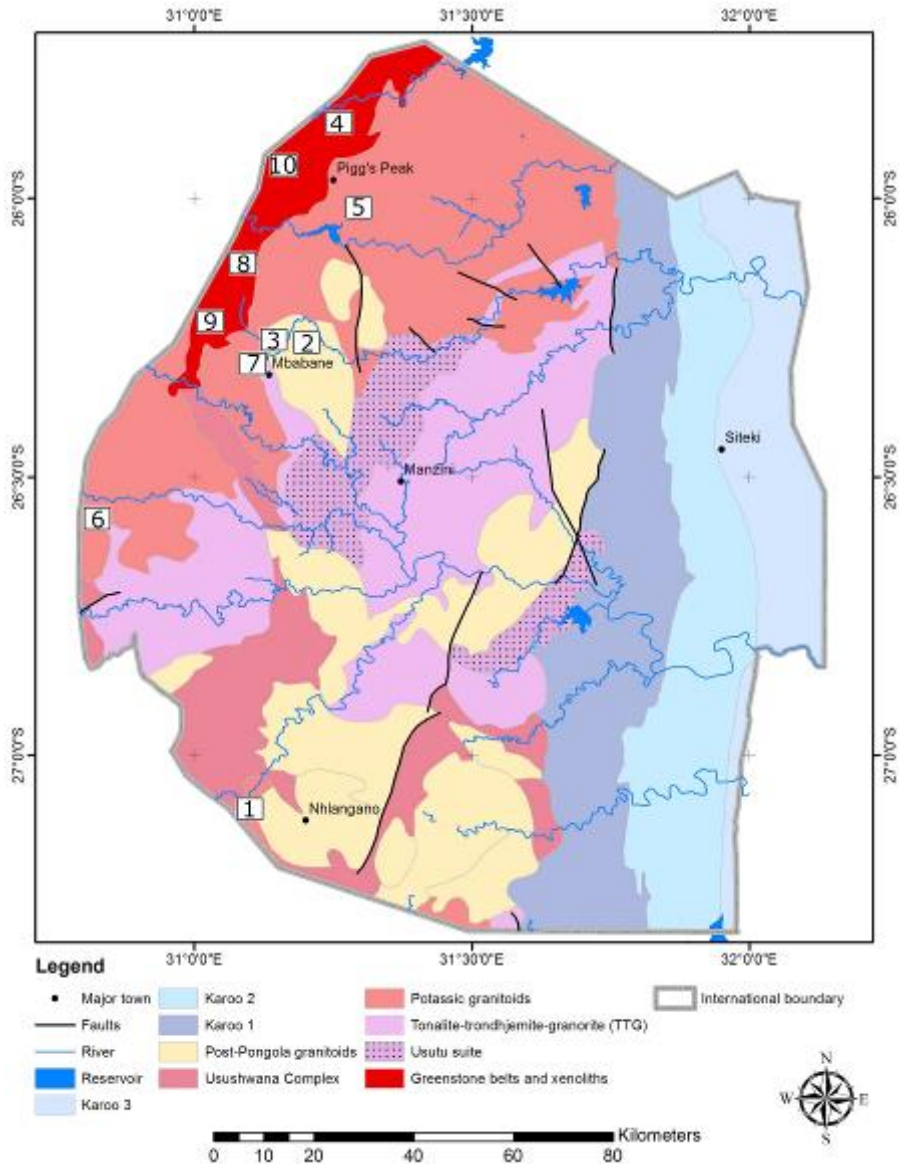 31°0'0"E 31°30'0"E 32°0'0"E
4
10
Pigg's Peak
26°0'0"S 26°0'0"S
5
8
9
3 2
7 Mbabane
Siteki
Manzini
26°30'0"S 26°30'0"S
6
27°0'0"S 27°0'0"S
1
Nhlangano
31°0'0"E 31°30'0"E 32°0'0"E
Legend
Major town Karoo 2 Potassic granitoids International boundary
Faults Karoo 1 Tonalite-trondhjemite-granorite (TTG)
River Post-Pongola granitoids Usutu suite
Reservoir Usushwana Complex Greenstone belts and xenoliths
Karoo 3
N
W E
S
Kilometers
0 10 20 40 60 80